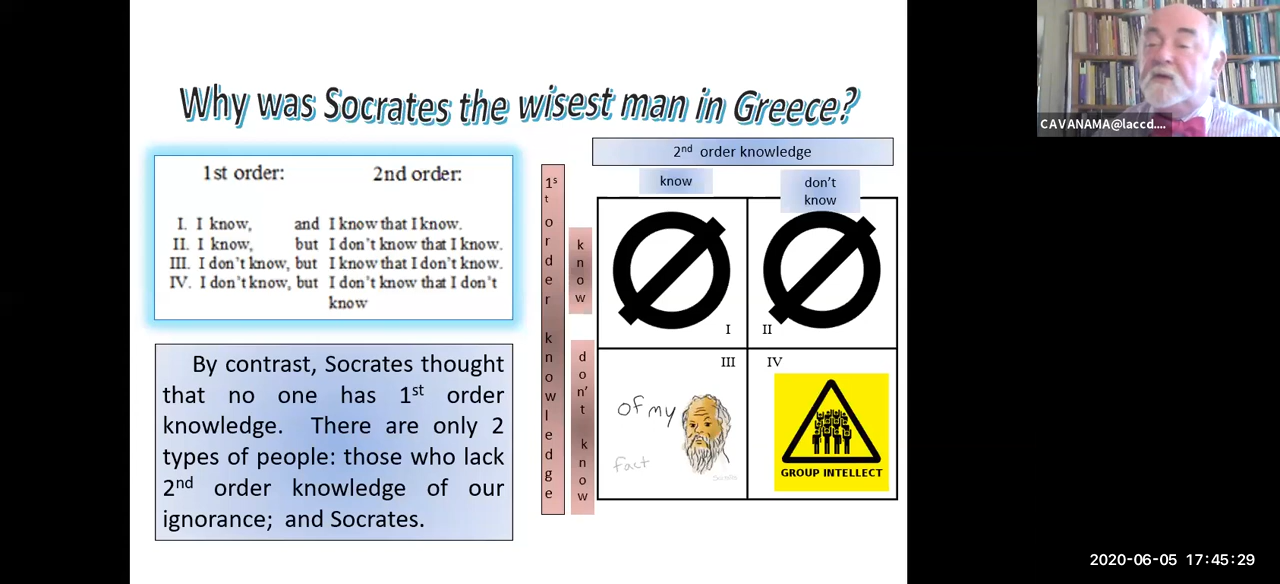 Why was Socrates the wisest man in Greece?
1st order: 2nd order:
I. I know, and I know that I know.
II. I know, but I don't know that I know.
III. I don't know, but I know that I don't know.
IV. I don't know, but I don't know that I don't
know
By contrast, Socrates thought
that no one has 1st order
knowledge. There are only 2
types of people: those who lack
2nd order knowledge of our
ignorance; and Socrates.
2nd order knowledge
know
don't
know
1st order knowledge
know
don't know
I
II
III
IV
of my
fact
GROUP INTELLECT
CAVANAMA@laccd....
2020-06-05 17:45:29